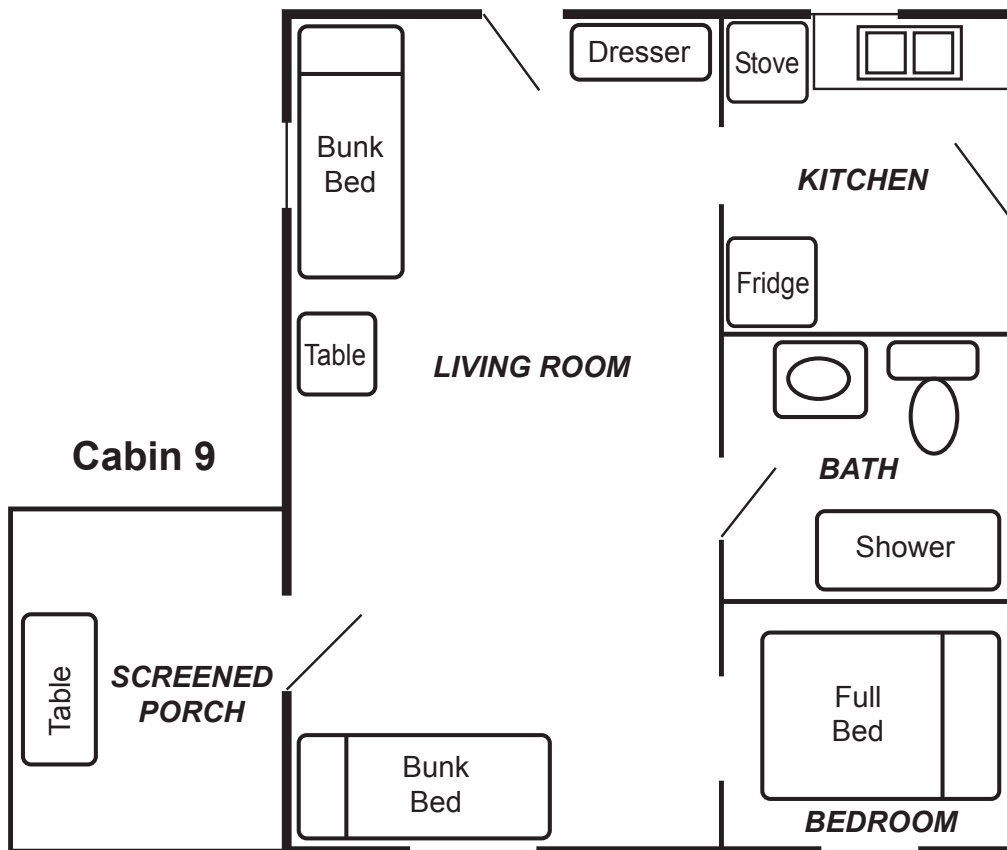 Dresser
Stove
Bunk
Bed
KITCHEN
Fridge
Table
LIVING ROOM
Cabin 9
BATH
Shower
Table
SCREENED
PORCH
Full
Bed
Bunk
Bed
BEDROOM